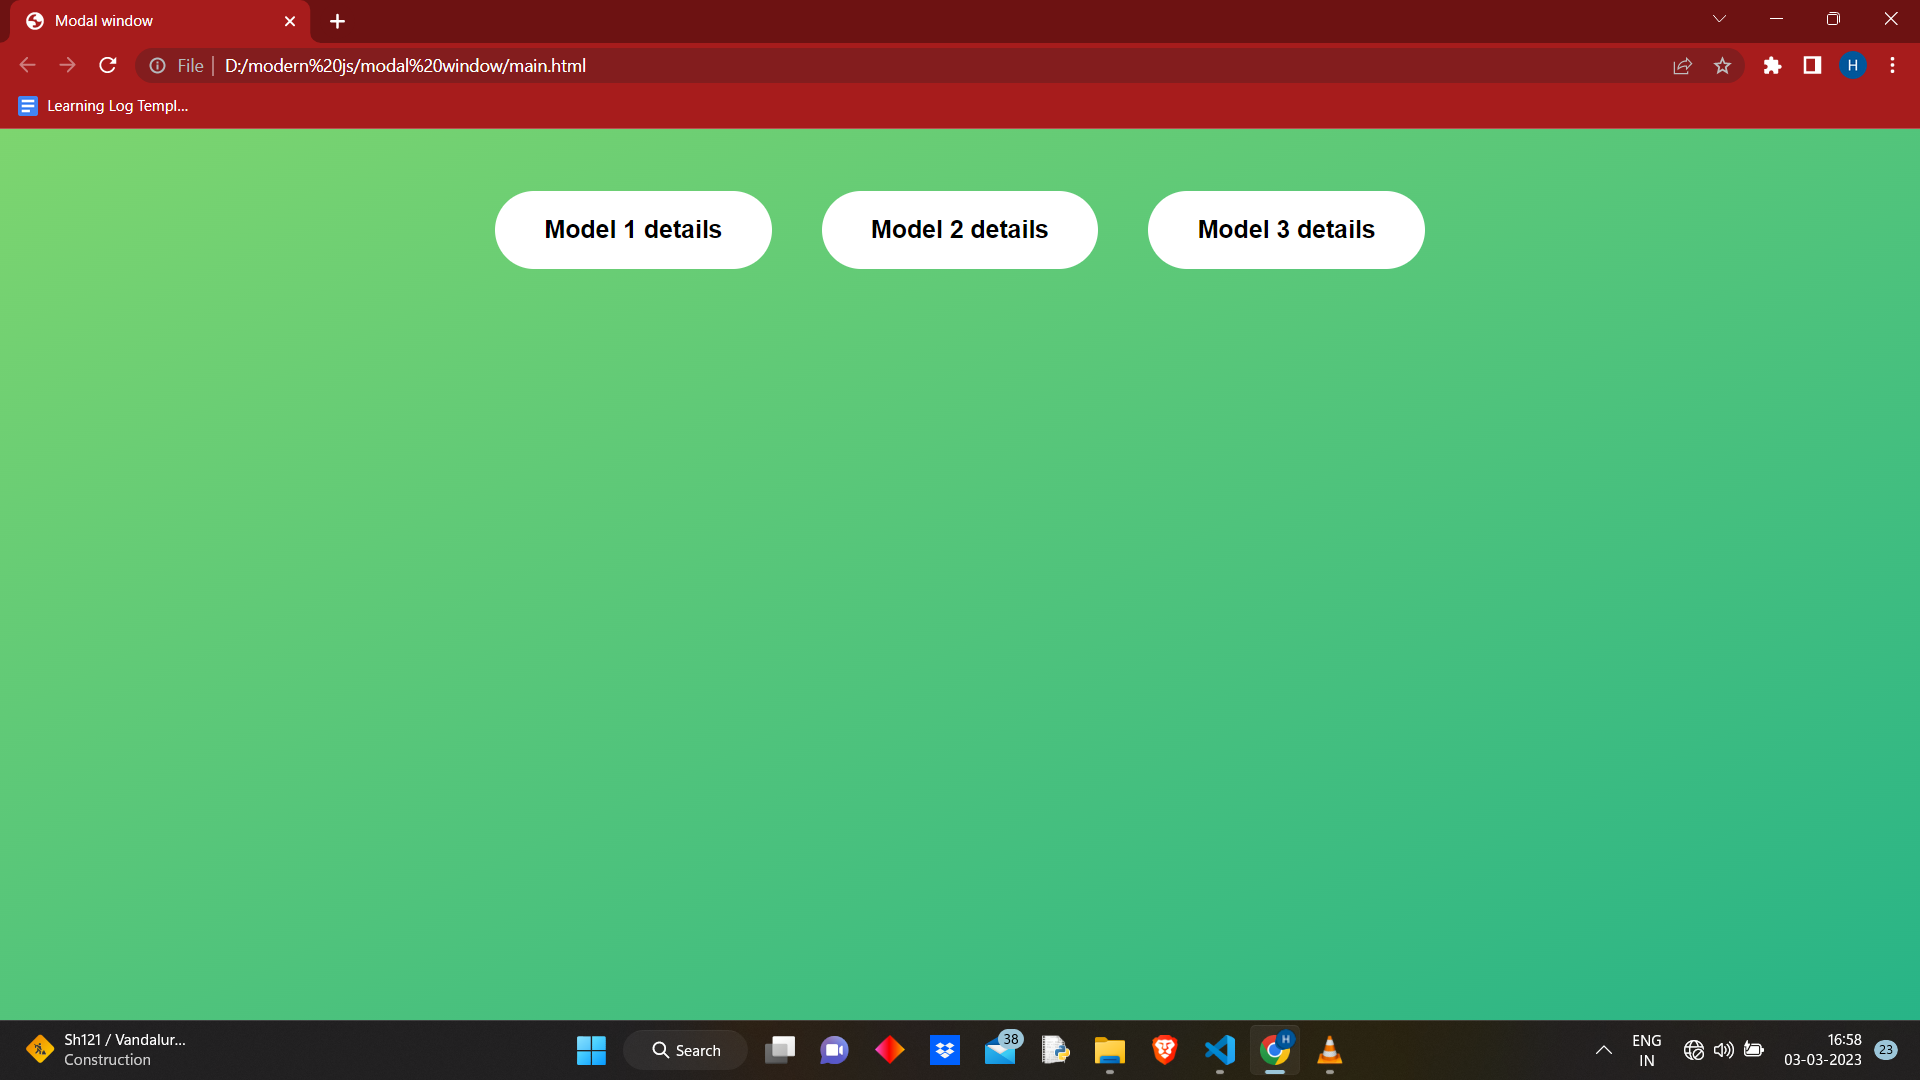 Modal window
File
D:/modern%20js/modal%20window/main.html
H
Learning Log Templ...
Model 1 details
Model 2 details
Model 3 details
Sh121 / Vandalur...
Construction
Search
38
H
ENG
IN
16:58
03-03-2023
23